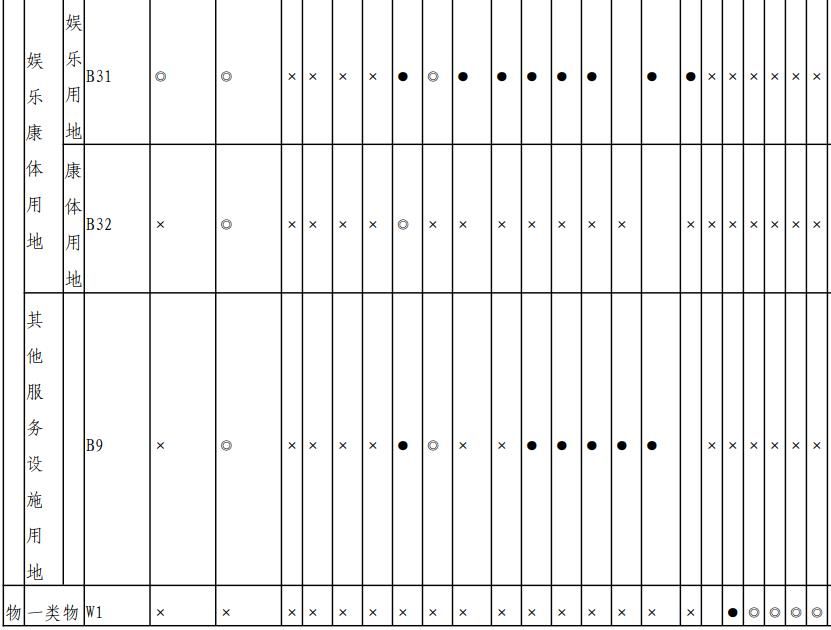 娱乐康体用地
娱乐用地
B31 ◎ ◎ × × × × ● ◎ ● ● ● ● ● ● ● × × × × × ×
康体用地
B32 × ◎ × × × × ◎ × × × × × × × × × × × × × ×
其他服务设施用地
B9 × ◎ × × × × ● ◎ × × ● ● ● ● ● × ● × × × ×
物 一类物 W1 × × × × × × × × × × × × × × × × ● ◎ ◎ ◎ ◎